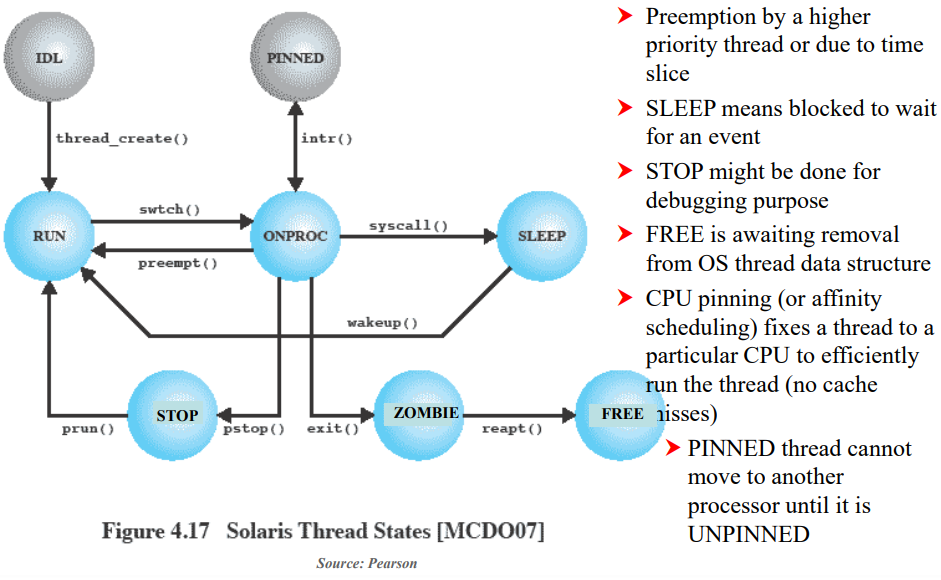 IDL
PINNED
thread_create()
intr()
RUN
swtch()
ONPROC
syscall()
SLEEP
preempt()
wakeup()
STOP
ZOMBIE
FREE
prun()
pstop()
exit()
reapt()
Figure 4.17 Solaris Thread States [MCDO07]
Source: Pearson
Preemption by a higher
priority thread or due to time
slice
SLEEP means blocked to wait
for an event
STOP might be done for
debugging purpose
FREE is awaiting removal
from OS thread data structure
CPU pinning (or affinity
scheduling) fixes a thread to a
particular CPU to efficiently
run the thread (no cache
misses)
PINNED thread cannot
move to another
processor until it is
UNPINNED